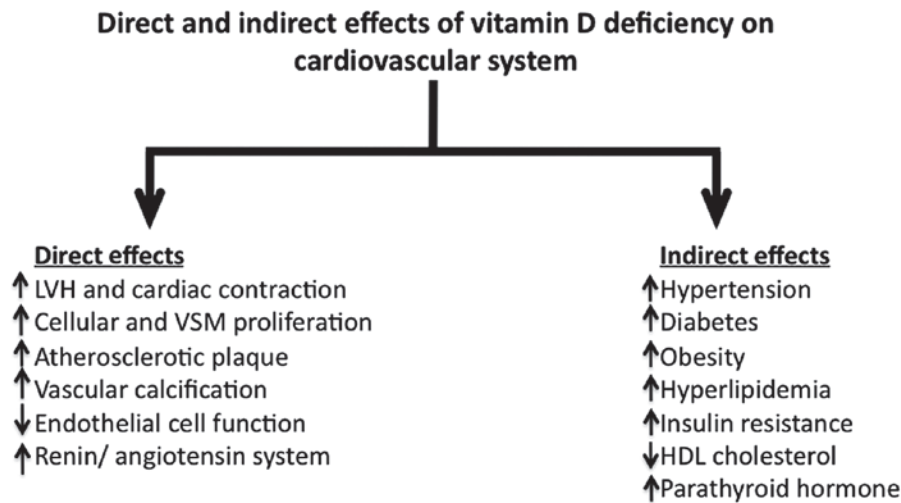 Direct and indirect effects of vitamin D deficiency on
cardiovascular system
Direct effects
↑ LVH and cardiac contraction
↑ Cellular and VSM proliferation
↑ Atherosclerotic plaque
↑ Vascular calcification
↓ Endothelial cell function
↑ Renin/ angiotensin system
Indirect effects
↑ Hypertension
↑ Diabetes
↑ Obesity
↑ Hyperlipidemia
↑ Insulin resistance
↓ HDL cholesterol
↑ Parathyroid hormone